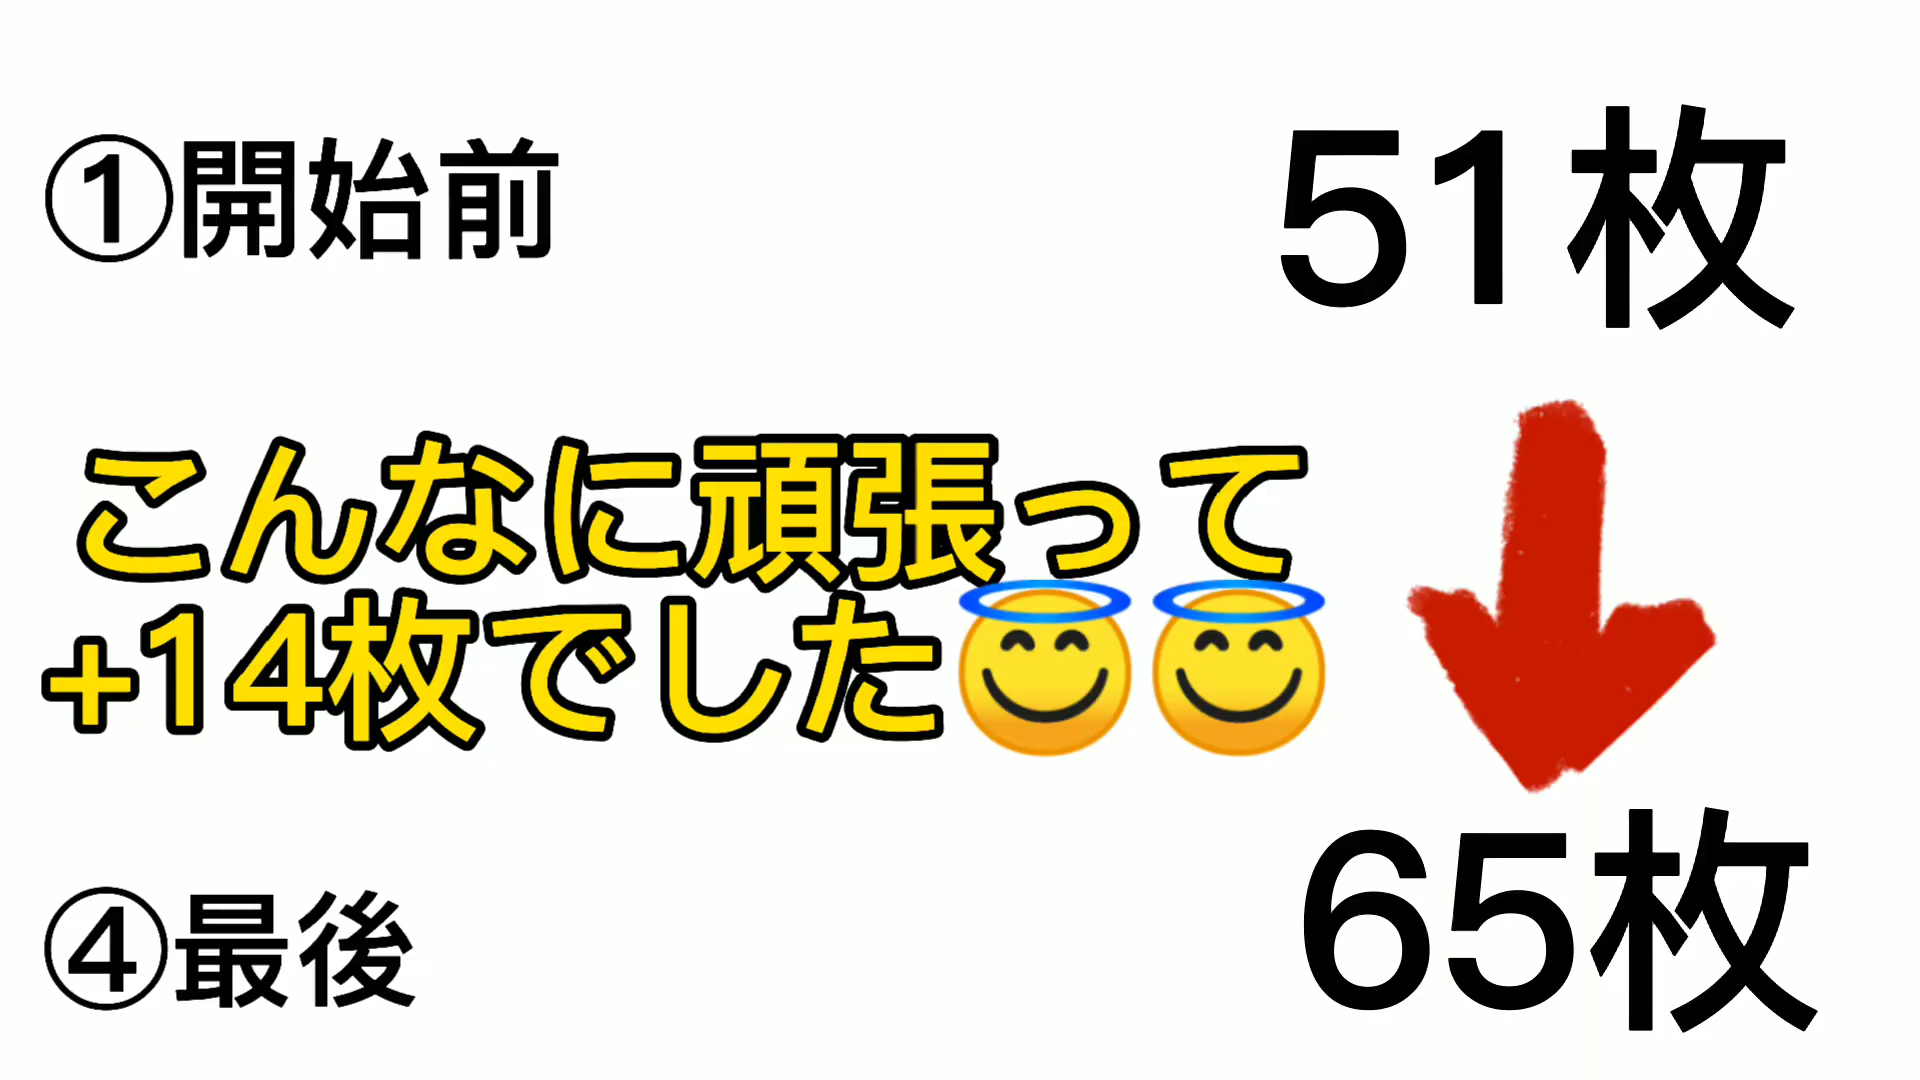 ①開始前
51枚
こんなに頑張って
+14枚でした😇😇
④最後
65枚